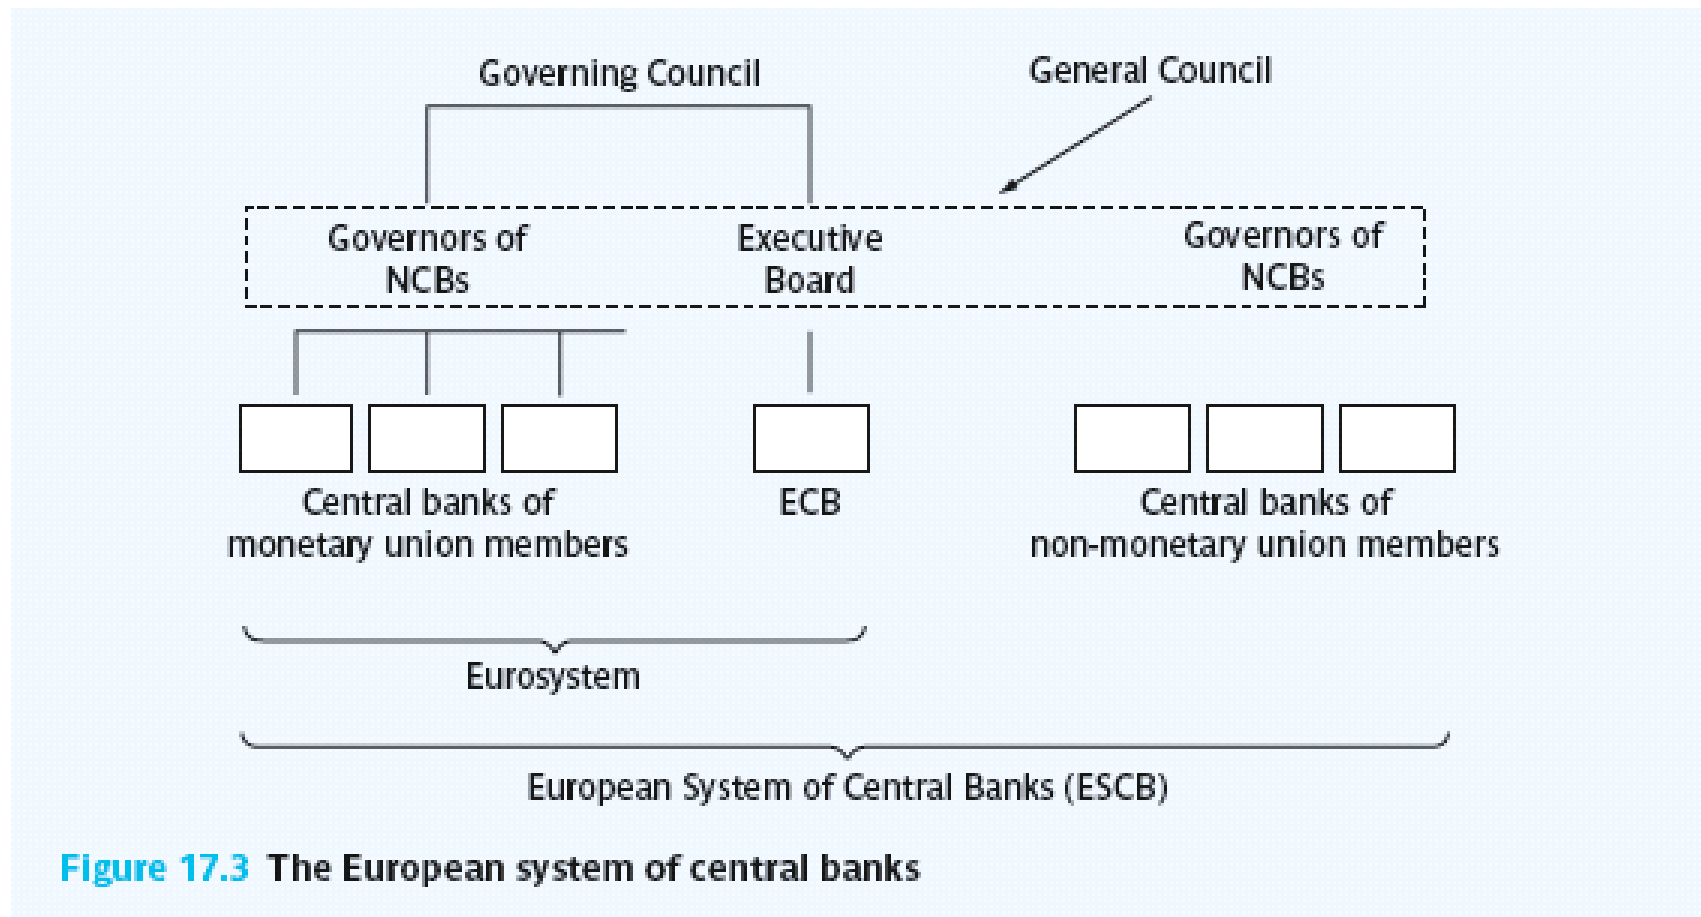 Governing Council
General Council
Governors of
NCBs
Executive
Board
Governors of
NCBs
Central banks of
monetary union members
ECB
Central banks of
non-monetary union members
Eurosystem
European System of Central Banks (ESCB)
Figure 17.3 The European system of central banks